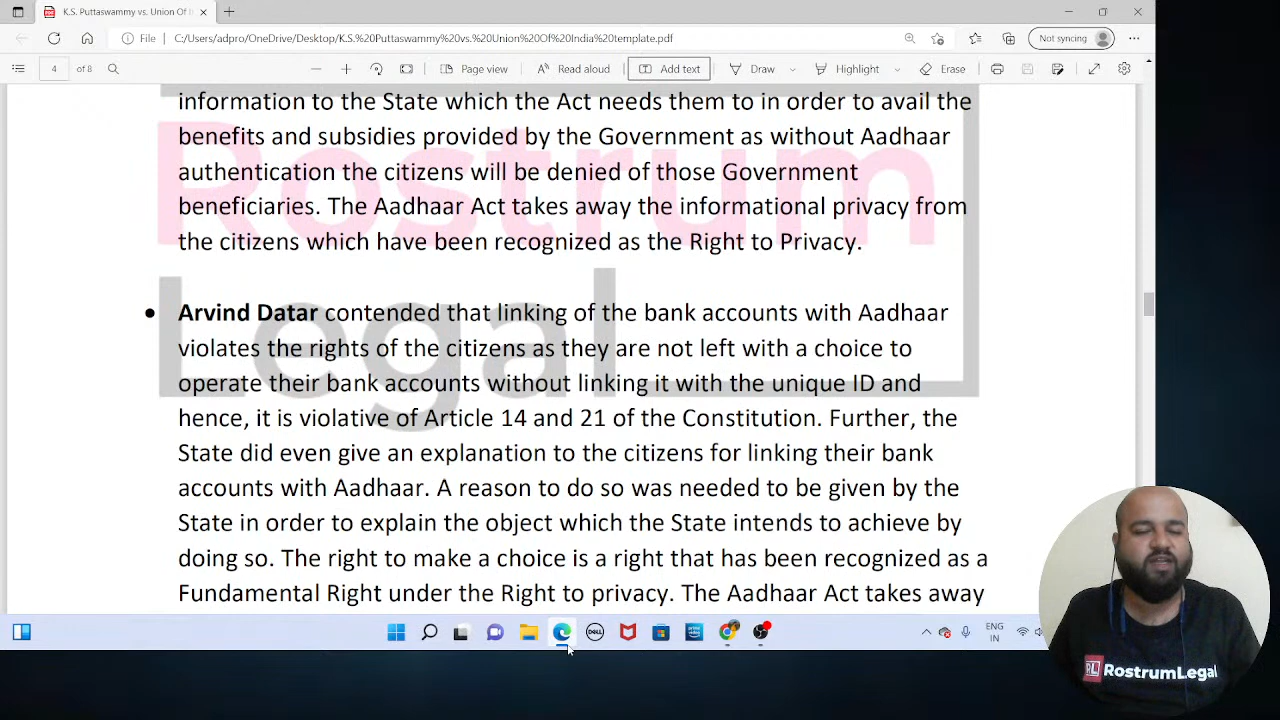 K.S. Puttaswammy vs. Union Of I
File
C:/Users/adpro/OneDrive/Desktop/K.S.%20Puttaswammy%20vs.%20Union%20Of%20India%20template.pdf
Not syncing
4 of 8
Page view
Read aloud
Add text
Draw
Highlight
Erase
information to the State which the Act needs them to in order to avail the
benefits and subsidies provided by the Government as without Aadhaar
authentication the citizens will be denied of those Government
beneficiaries. The Aadhaar Act takes away the informational privacy from
the citizens which have been recognized as the Right to Privacy.
Rostrum
Legal
• Arvind Datar contended that linking of the bank accounts with Aadhaar
violates the rights of the citizens as they are not left with a choice to
operate their bank accounts without linking it with the unique ID and
hence, it is violative of Article 14 and 21 of the Constitution. Further, the
State did even give an explanation to the citizens for linking their bank
accounts with Aadhaar. A reason to do so was needed to be given by the
State in order to explain the object which the State intends to achieve by
doing so. The right to make a choice is a right that has been recognized as a
Fundamental Right under the Right to privacy. The Aadhaar Act takes away
DELL
prime video
ENG
IN
RL RostrumLegal